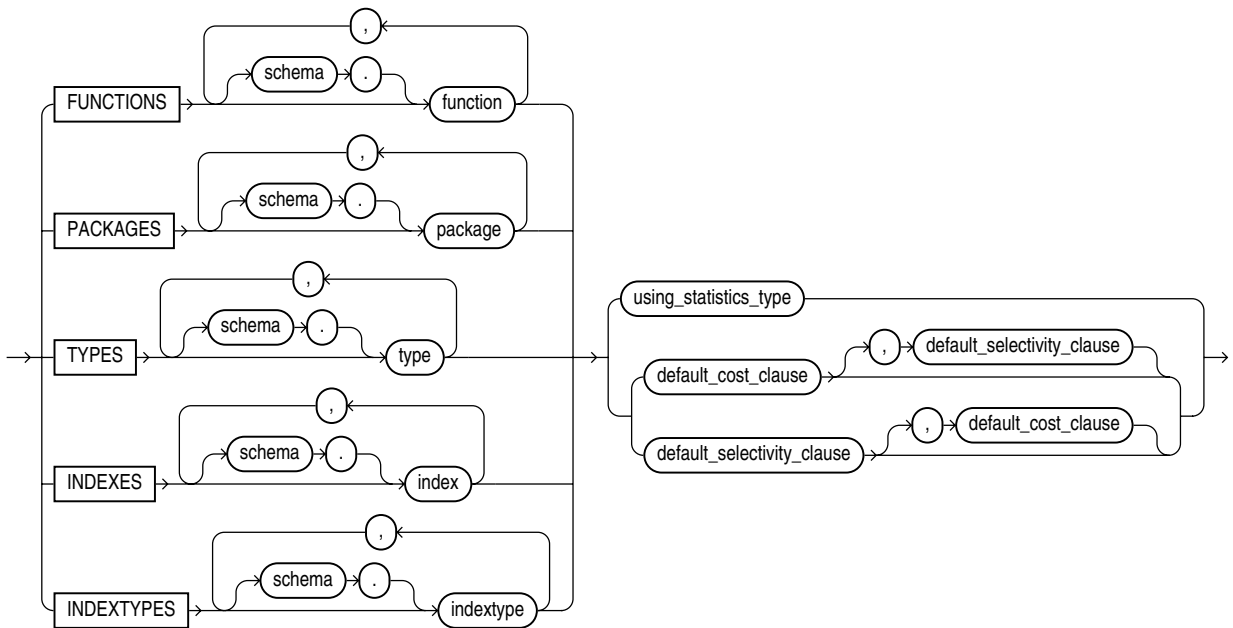 ,
schema .
FUNCTIONS function
,
schema .
PACKAGES package
,
schema .
TYPES type
,
schema .
INDEXES index
,
schema .
INDEXTYPES indextype
using_statistics_type
, default_selectivity_clause
default_cost_clause
, default_cost_clause
default_selectivity_clause